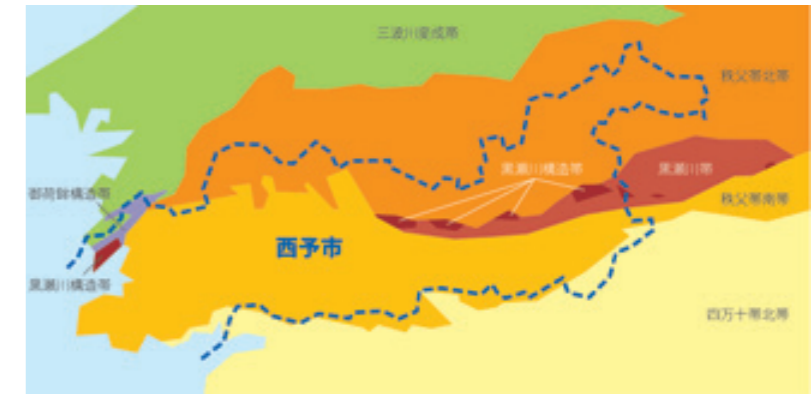 三波川変成帯
秩父帯北帯
黒瀬川構造帯
黒瀬川帯
御荷鉾構造帯
秩父帯南帯
西予市
黒瀬川構造帯
四万十帯北帯